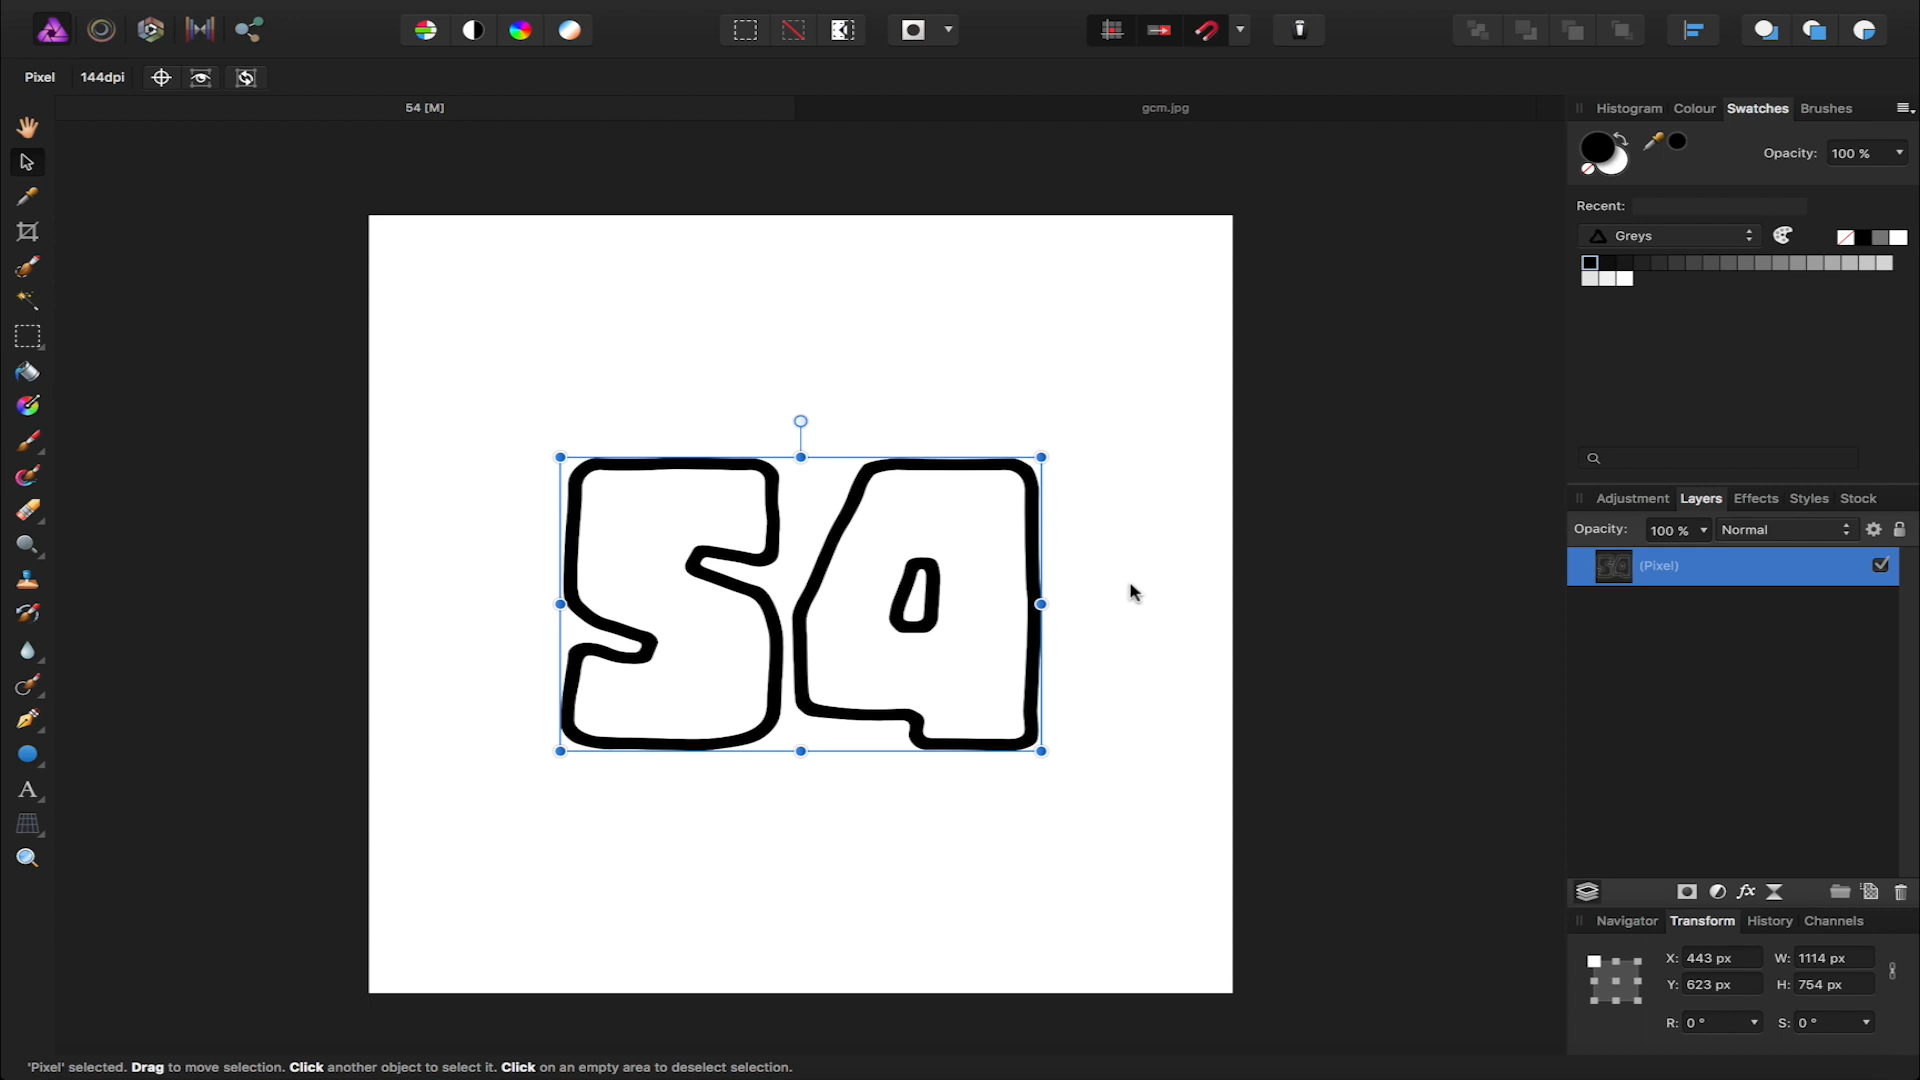 Pixel 144dpi
54 [M] gcm.jpg
Histogram Colour Swatches Brushes
Opacity: 100 %
Recent:
Greys
54
Adjustment Layers Effects Styles Stock
Opacity: 100 % Normal
(Pixel)
fx
Navigator Transform History Channels
X: 443 px W: 1114 px
Y: 623 px H: 754 px
R: 0 ° S: 0 °
'Pixel' selected. Drag to move selection. Click another object to select it. Click on an empty area to deselect selection.